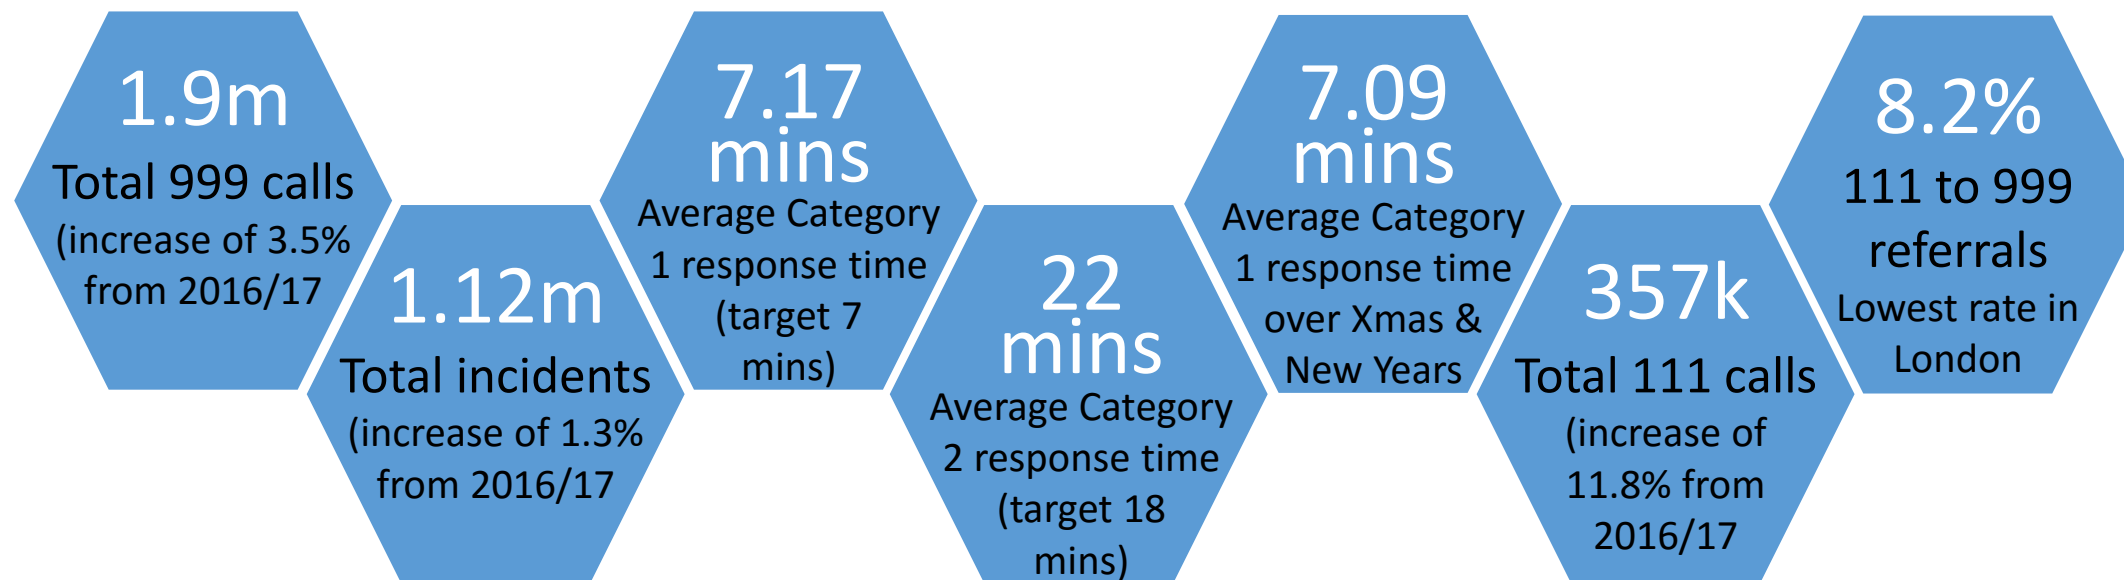 1.9m
Total 999 calls
(increase of 3.5%
from 2016/17
1.12m
Total incidents
(increase of 1.3%
from 2016/17
7.17
mins
Average Category
1 response time
(target 7
mins)
22
mins
Average Category
2 response time
(target 18
mins)
7.09
mins
Average Category
1 response time
over Xmas &
New Years
357k
Total 111 calls
(increase of
11.8% from
2016/17
8.2%
111 to 999
referrals
Lowest rate in
London